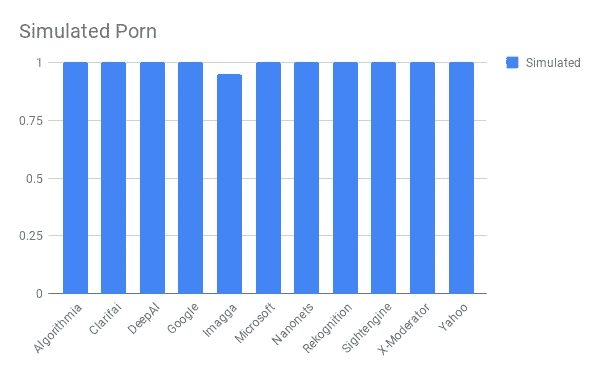 Simulated Porn
Simulated
1
0.75
0.5
0.25
0
Algorithmia
Clarifai
DeepAI
Google
Imagga
Microsoft
Nanonets
Rekognition
Sightengine
X-Moderator
Yahoo